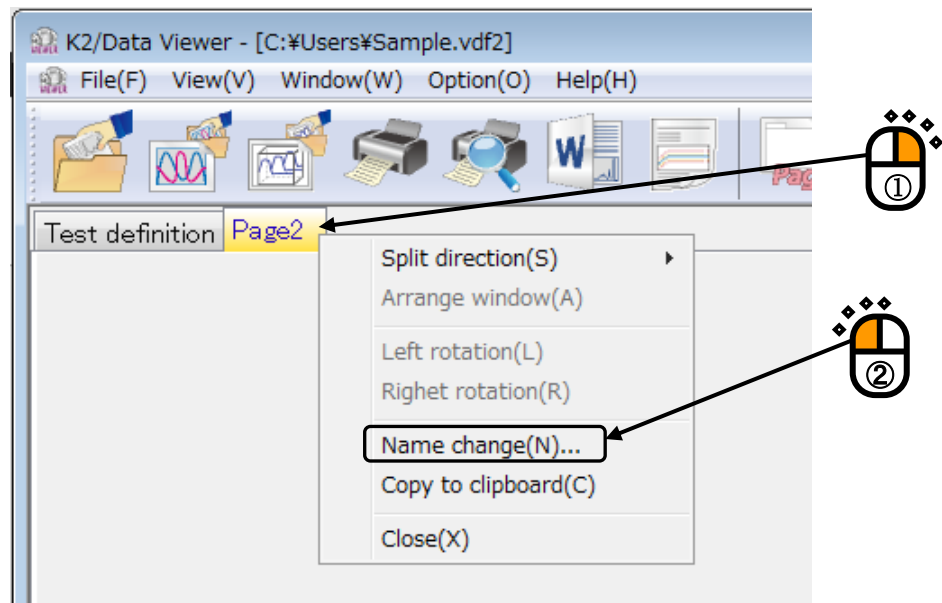 K2/Data Viewer - [C:¥Users¥Sample.vdf2]
File(F) View(V) Window(W) Option(O) Help(H)
W
Pag
①
Test definition Page2
Split direction(S)
Arrange window(A)
Left rotation(L)
②
Righet rotation(R)
Name change(N)...
Copy to clipboard(C)
Close(X)